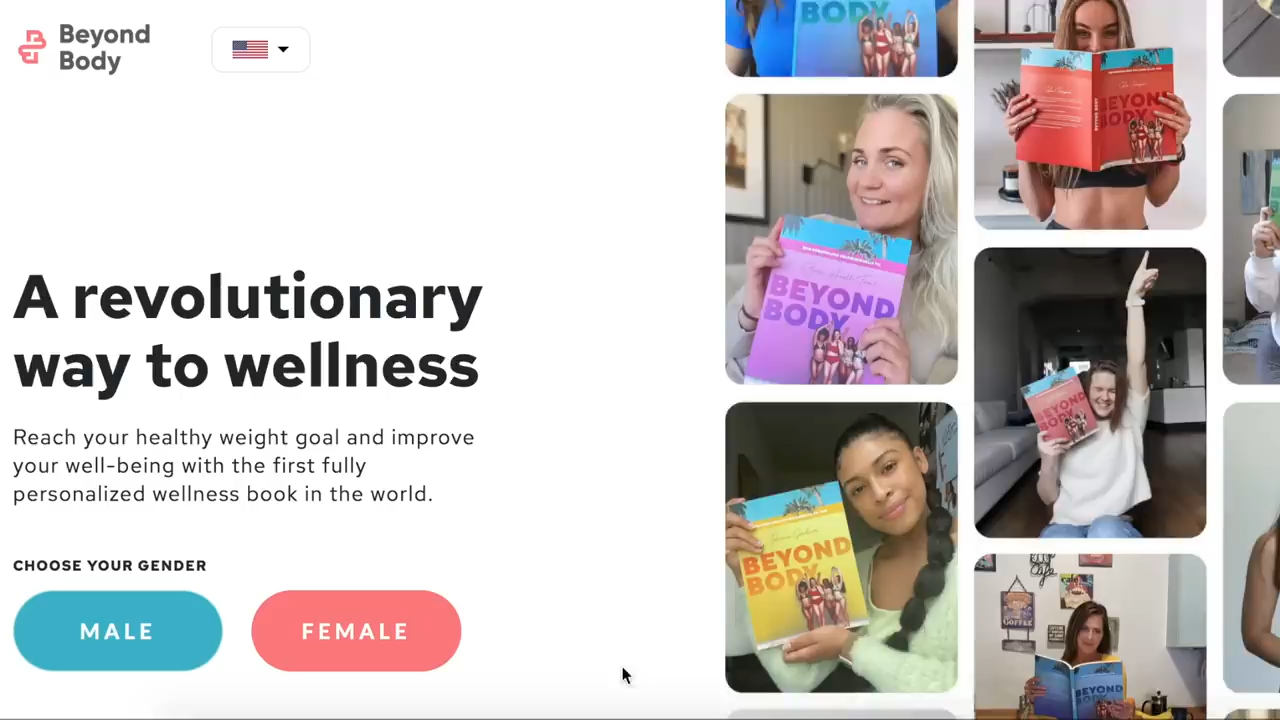 Beyond
Body
A revolutionary
way to wellness
Reach your healthy weight goal and improve
your well-being with the first fully
personalized wellness book in the world.
CHOOSE YOUR GENDER
MALE
FEMALE
BODY
BEYOND
BODY
BEYOND
BODY
BEYOND
BODY
BEYOND
BODY
COFFEE
BEYOND
BODY